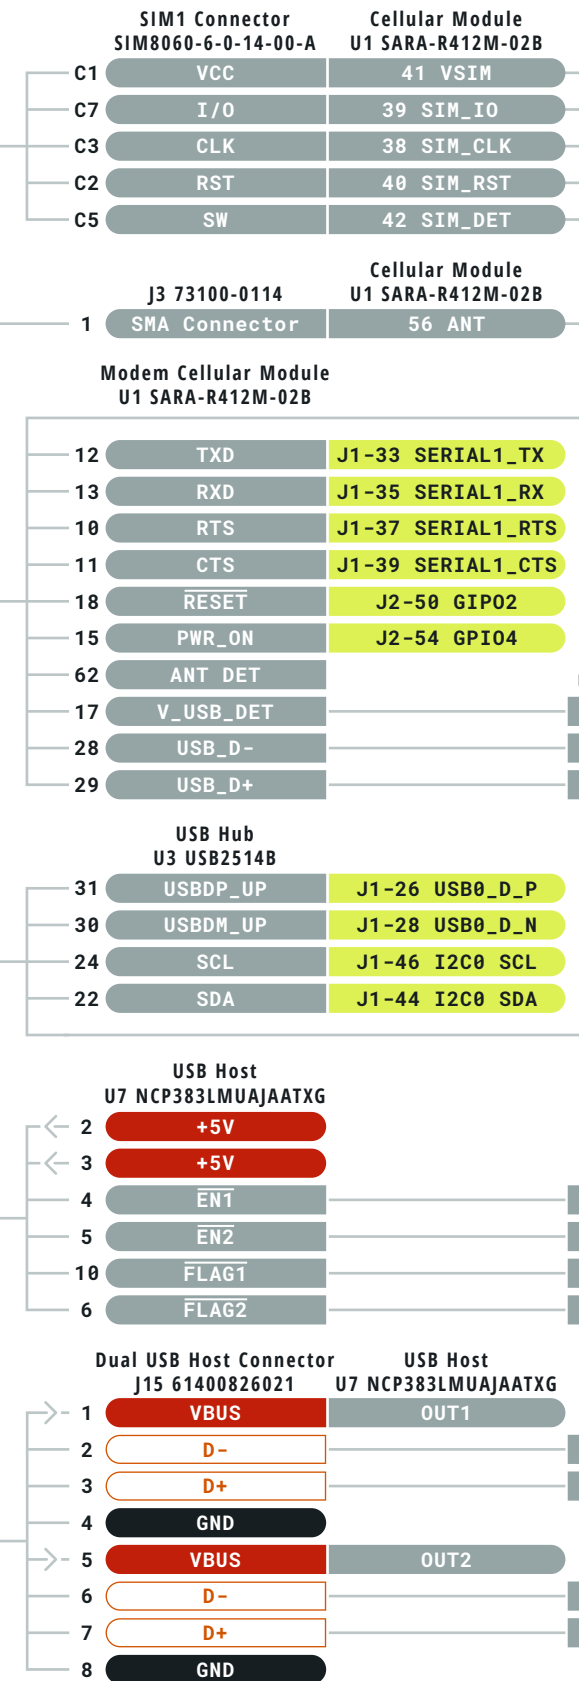 SIM1 Connector
SIM8060-6-0-14-00-A
Cellular Module
U1 SARA-R412M-02B
C1 VCC 41 VSIM
C7 I/O 39 SIM_IO
C3 CLK 38 SIM_CLK
C2 RST 40 SIM_RST
C5 SW 42 SIM_DET
J3 73100-0114
Cellular Module
U1 SARA-R412M-02B
1 SMA Connector 56 ANT
Modem Cellular Module
U1 SARA-R412M-02B
12 TXD J1-33 SERIAL1_TX
13 RXD J1-35 SERIAL1_RX
10 RTS J1-37 SERIAL1_RTS
11 CTS J1-39 SERIAL1_CTS
18 RESET J2-50 GIPO2
15 PWR_ON J2-54 GPIO4
62 ANT DET
17 V_USB_DET
28 USB_D-
29 USB_D+
USB Hub
U3 USB2514B
31 USBDP_UP J1-26 USB0_D_P
30 USBDM_UP J1-28 USB0_D_N
24 SCL J1-46 I2C0 SCL
22 SDA J1-44 I2C0 SDA
USB Host
U7 NCP383LMUAJAATXG
2 +5V
3 +5V
4 EN1
5 EN2
10 FLAG1
6 FLAG2
Dual USB Host Connector
J15 61400826021
USB Host
U7 NCP383LMUAJAATXG
1 VBUS OUT1
2 D-
3 D+
4 GND
5 VBUS OUT2
6 D-
7 D+
8 GND